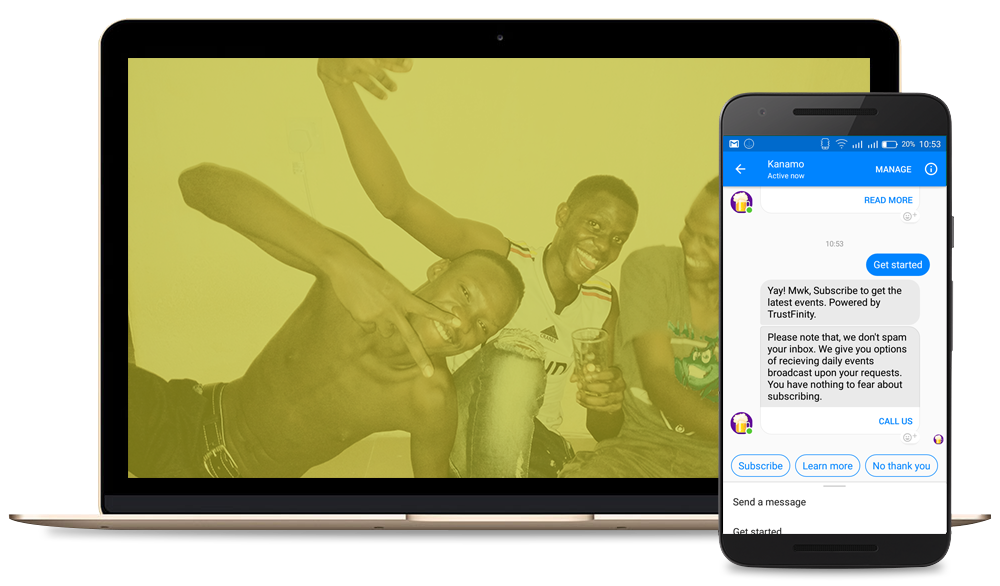 20% 10:53
Kanamo
Active now
MANAGE
READ MORE
10:53
Get started
Yay! Mwk, Subscribe to get the
latest events. Powered by
TrustFinity.
Please note that, we don't spam
your inbox. We give you options
of recieving daily events
broadcast upon your requests.
You have nothing to fear about
subscribing.
CALL US
Subscribe
Learn more
No thank you
Send a message
Get started